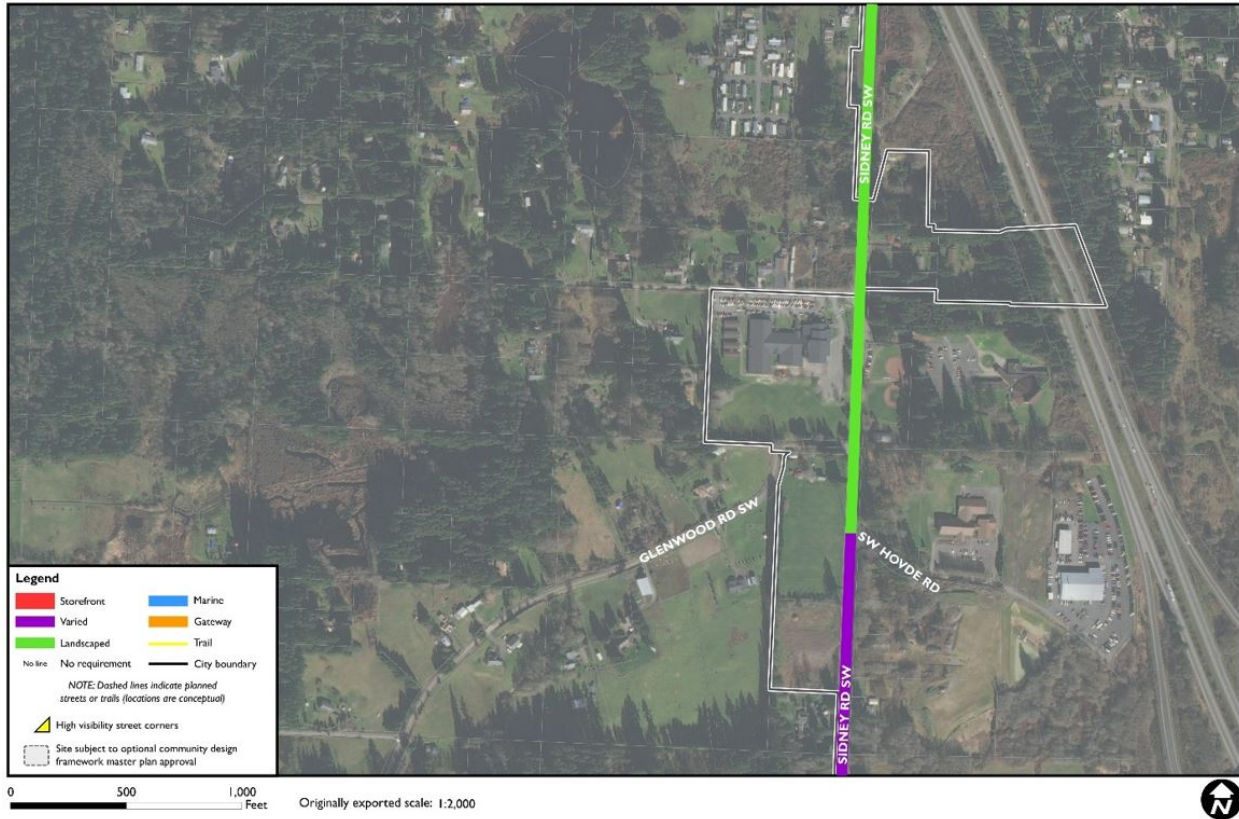 SIDNEY RD SW
GLENWOOD RD SW
SW HOVDE RD
SIDNEY RD SW
Legend
Storefront
Marine
Varied
Gateway
Landscaped
Trail
No line No requirement
City boundary
NOTE: Dashed lines indicate planned
streets or trails (locations are conceptual)
High visibility street corners
Site subject to optional community design
framework master plan approval
0 500 1,000
Feet
Originally exported scale: 1:2,000
N